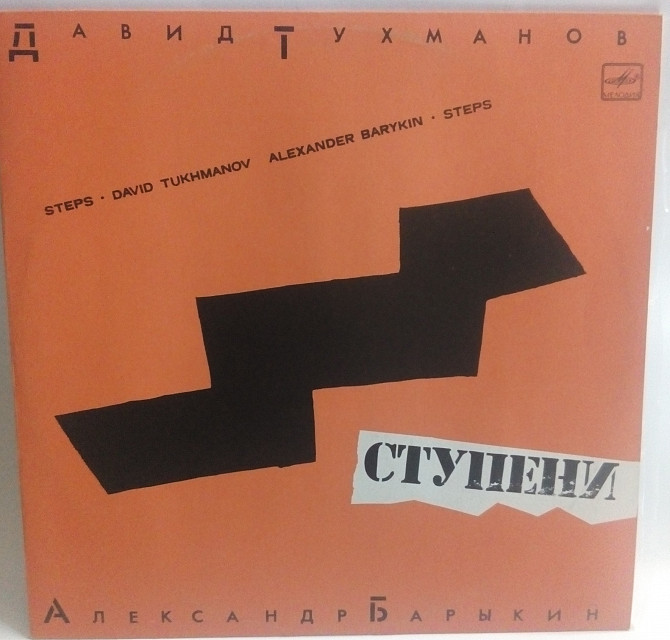 Давид Тухманов
МЕЛОДИЯ
STEPS · DAVID TUKHMANOV ALEXANDER BARYKIN · STEPS
СТУПЕНИ
Александр Барыкин